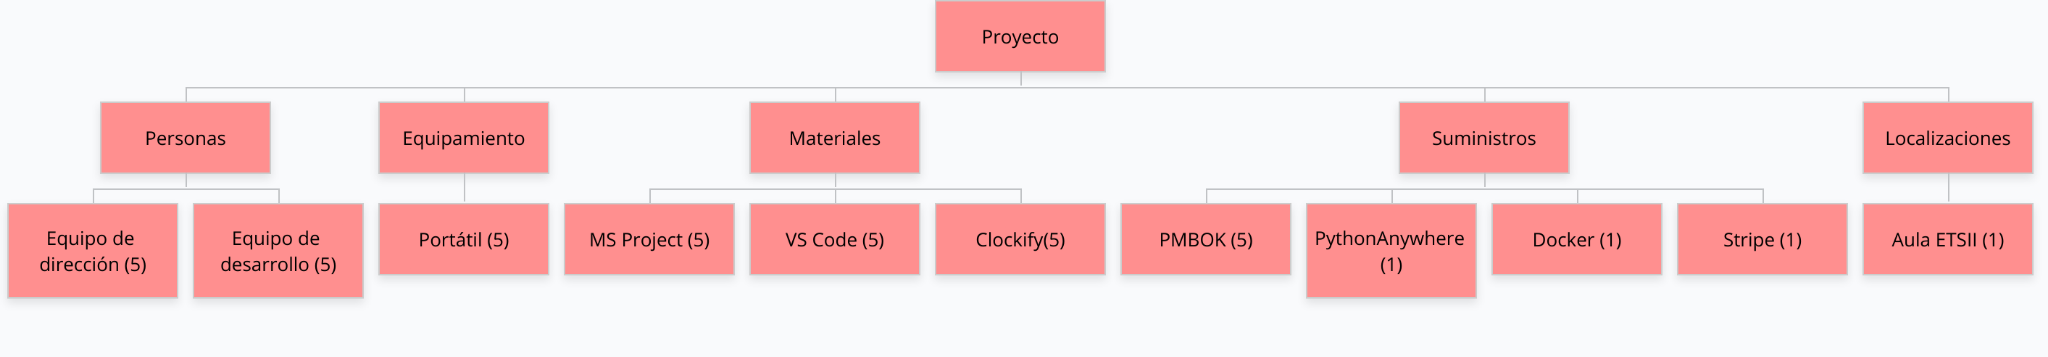 Proyecto
Personas
Equipamiento
Materiales
Suministros
Localizaciones
Equipo de
dirección (5)
Equipo de
desarrollo (5)
Portátil (5)
MS Project (5)
VS Code (5)
Clockify(5)
PMBOK (5)
PythonAnywhere
(1)
Docker (1)
Stripe (1)
Aula ETSII (1)